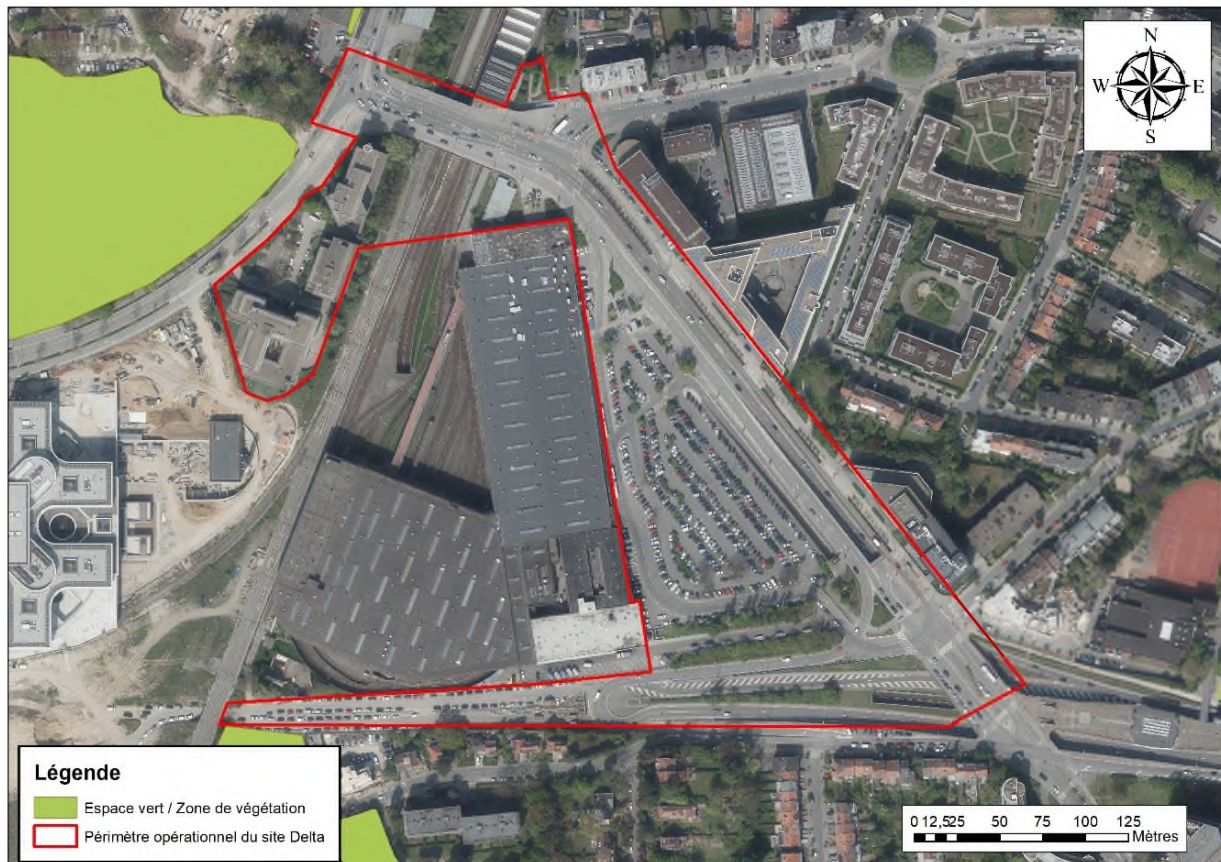 N
W E
S
Légende
Espace vert / Zone de végétation
Périmètre opérationnel du site Delta
0 12,525 50 75 100 125
Mètres